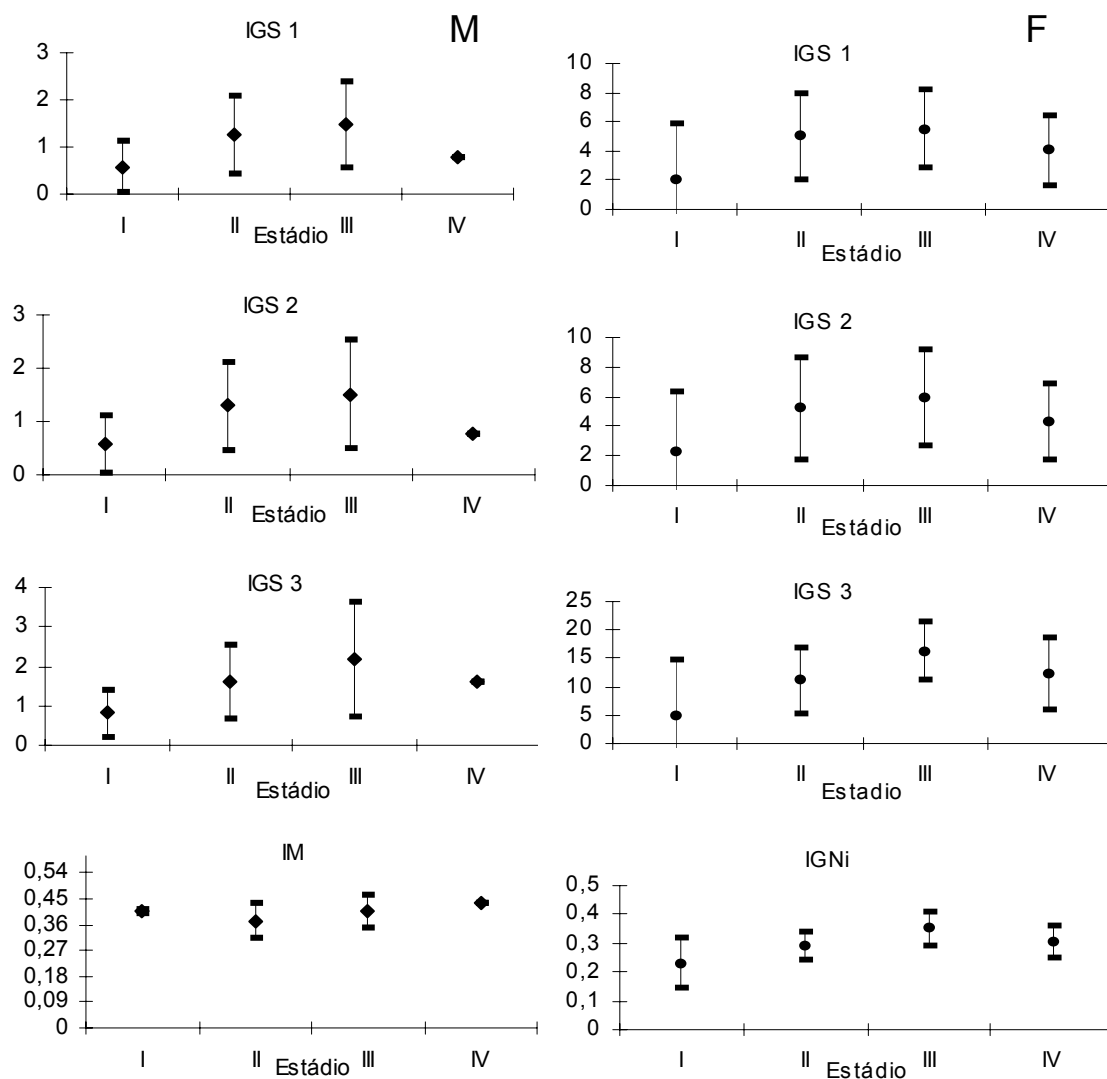 M
IGS 1
3
2
1
0
I II III IV
Estádio
F
IGS 1
10
8
6
4
2
0
I II III IV
Estádio
IGS 2
3
2
1
0
I II III IV
Estádio
IGS 2
10
8
6
4
2
0
I II III IV
Estádio
IGS 3
4
3
2
1
0
I II III IV
Estádio
IGS 3
25
20
15
10
5
0
I II III IV
Estadio
IM
0,54
0,45
0,36
0,27
0,18
0,09
0
I II III IV
Estádio
IGNi
0,5
0,4
0,3
0,2
0,1
0
I II III IV
Estádio